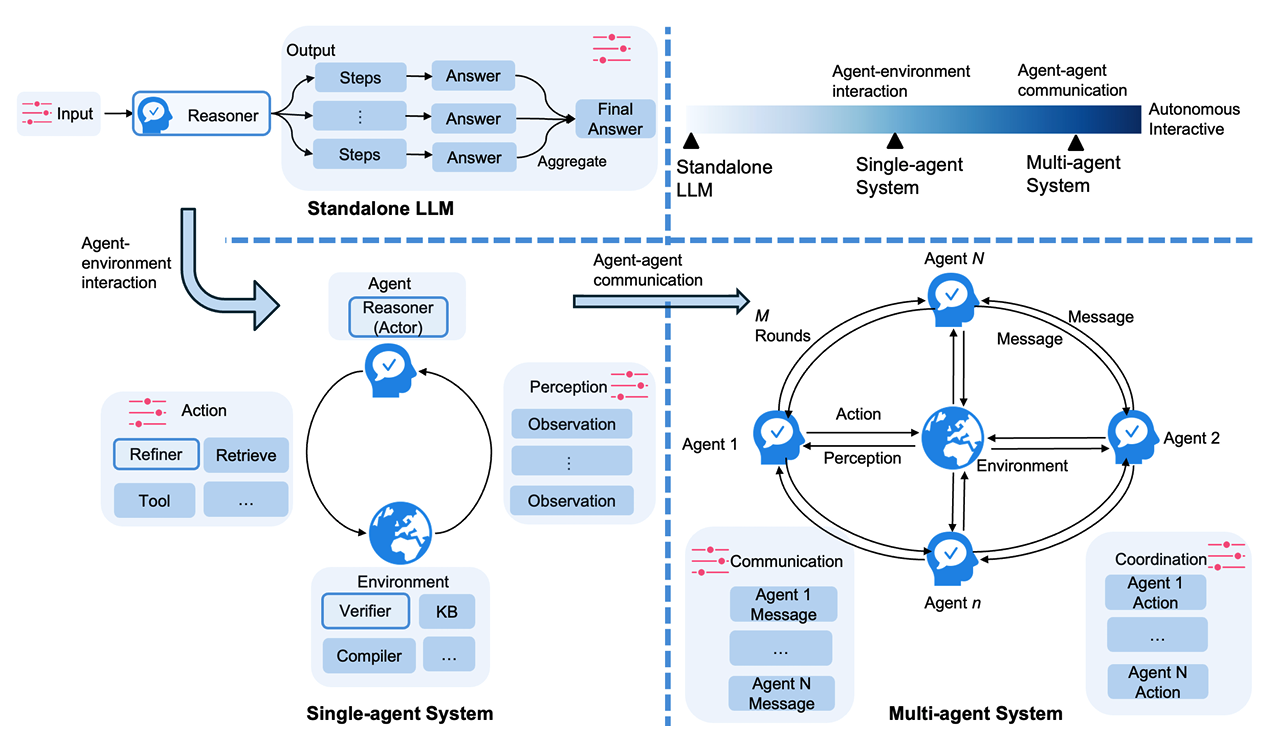 Output
Input
Reasoner
Steps
Answer
⋮
Answer
Steps
Answer
Final
Answer
Aggregate
Standalone LLM
Agent-environment
interaction
Agent-agent
communication
Autonomous
Interactive
Standalone
LLM
Single-agent
System
Multi-agent
System
Agent-
environment
interaction
Agent
Reasoner
(Actor)
Action
Refiner
Retrieve
Tool
...
Perception
Observation
⋮
Observation
Environment
Verifier
KB
Compiler
...
Single-agent System
Agent-agent
communication
M
Rounds
Agent N
Message
Message
Agent 1
Action
Perception
Environment
Agent 2
Agent n
Communication
Agent 1
Message
...
Agent N
Message
Coordination
Agent 1
Action
...
Agent N
Action
Multi-agent System